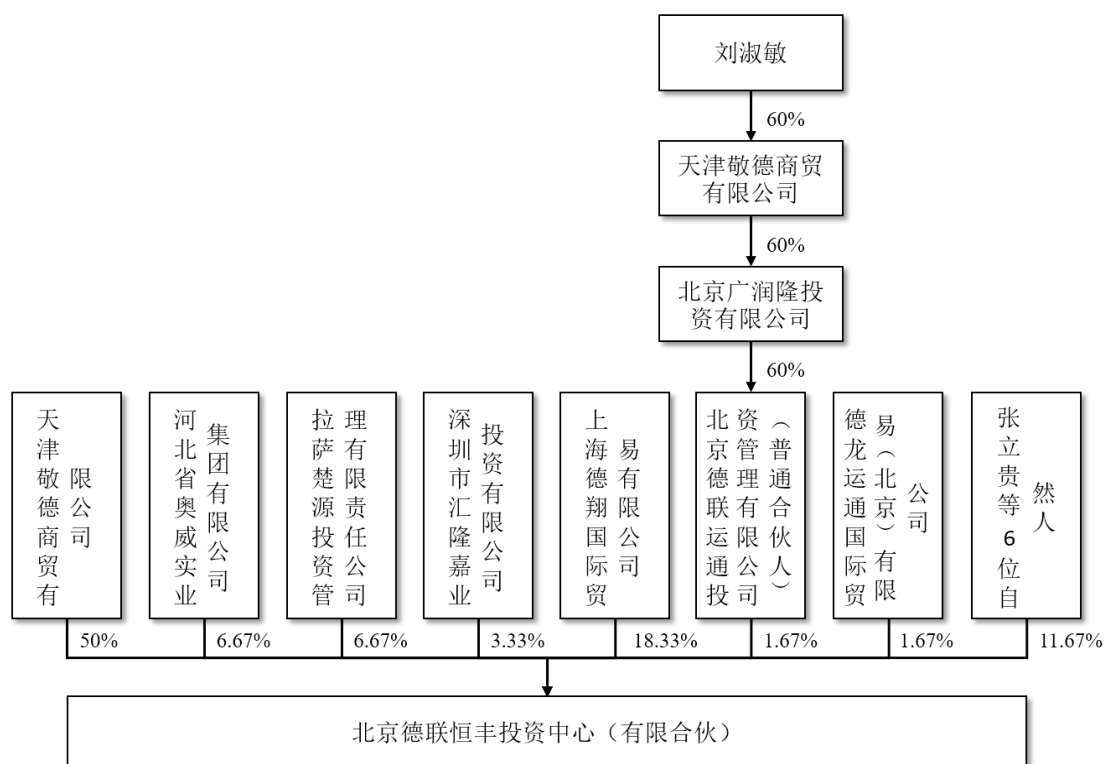 刘淑敏
60%
天津敬德商贸
有限公司
60%
北京广润隆投
资有限公司
60%
天津敬德商贸有
限公司
河北省奥威实业
集团有限公司
拉萨楚源投资管
理有限责任公司
深圳市汇隆嘉业
投资有限公司
上海德翔国际贸
易有限公司
北京德联运通投
资管理有限公司
（普通合伙人）
德龙运通国际贸
易（北京）有限
公司
张立贵等6位自
然人
50%
6.67%
6.67%
3.33%
18.33%
1.67%
1.67%
11.67%
北京德联恒丰投资中心（有限合伙）